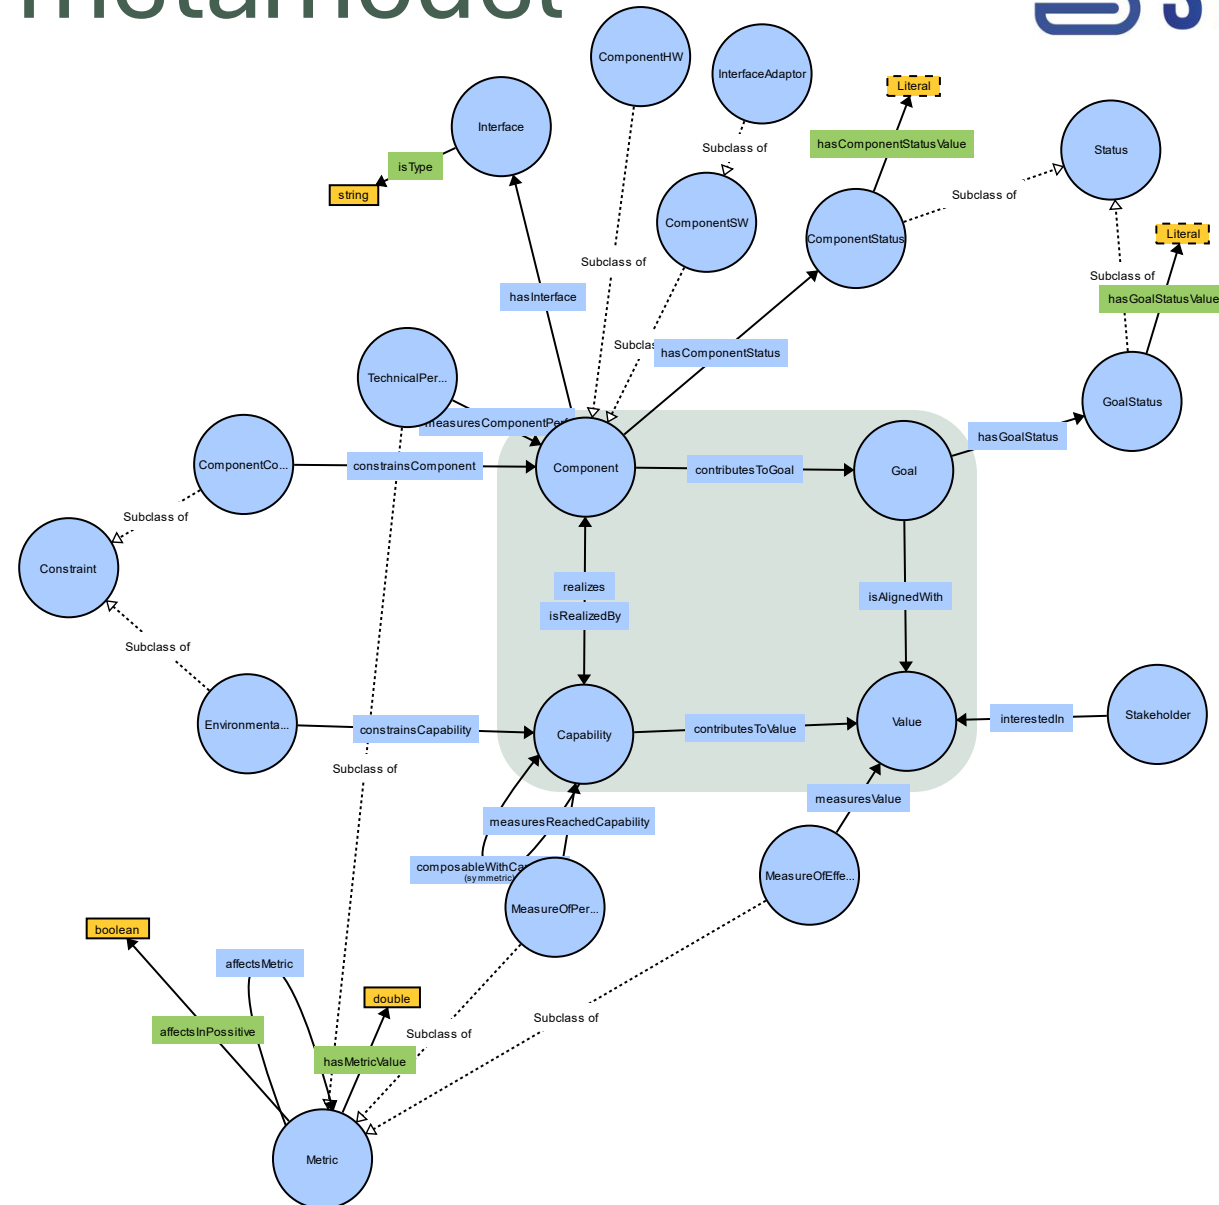 metamodel
ComponentHW
InterfaceAdaptor
Literal
Interface
hasComponentStatusValue
Subclass of
Status
isType
string
Subclass of
ComponentSW
ComponentStatus
Literal
Subclass of
Subclass of
hasInterface
hasGoalStatusValue
Subclas
hasComponentStatus
TechnicalPer...
GoalStatus
measuresComponentPerf
hasGoalStatus
ComponentCo...
constrainsComponent
Component
contributesToGoal
Goal
Subclass of
Constraint
realizes
isAlignedWith
isRealizedBy
Subclass of
Environmenta...
constrainsCapability
Capability
contributesToValue
Value
interestedIn
Stakeholder
Subclass of
measuresValue
measuresReachedCapability
composableWithCa
(symmetric)
MeasureOfPer...
MeasureOfEffe...
boolean
affectsMetric
double
affectsInPossitive
Subclass of
Subclass of
hasMetricValue
Metric